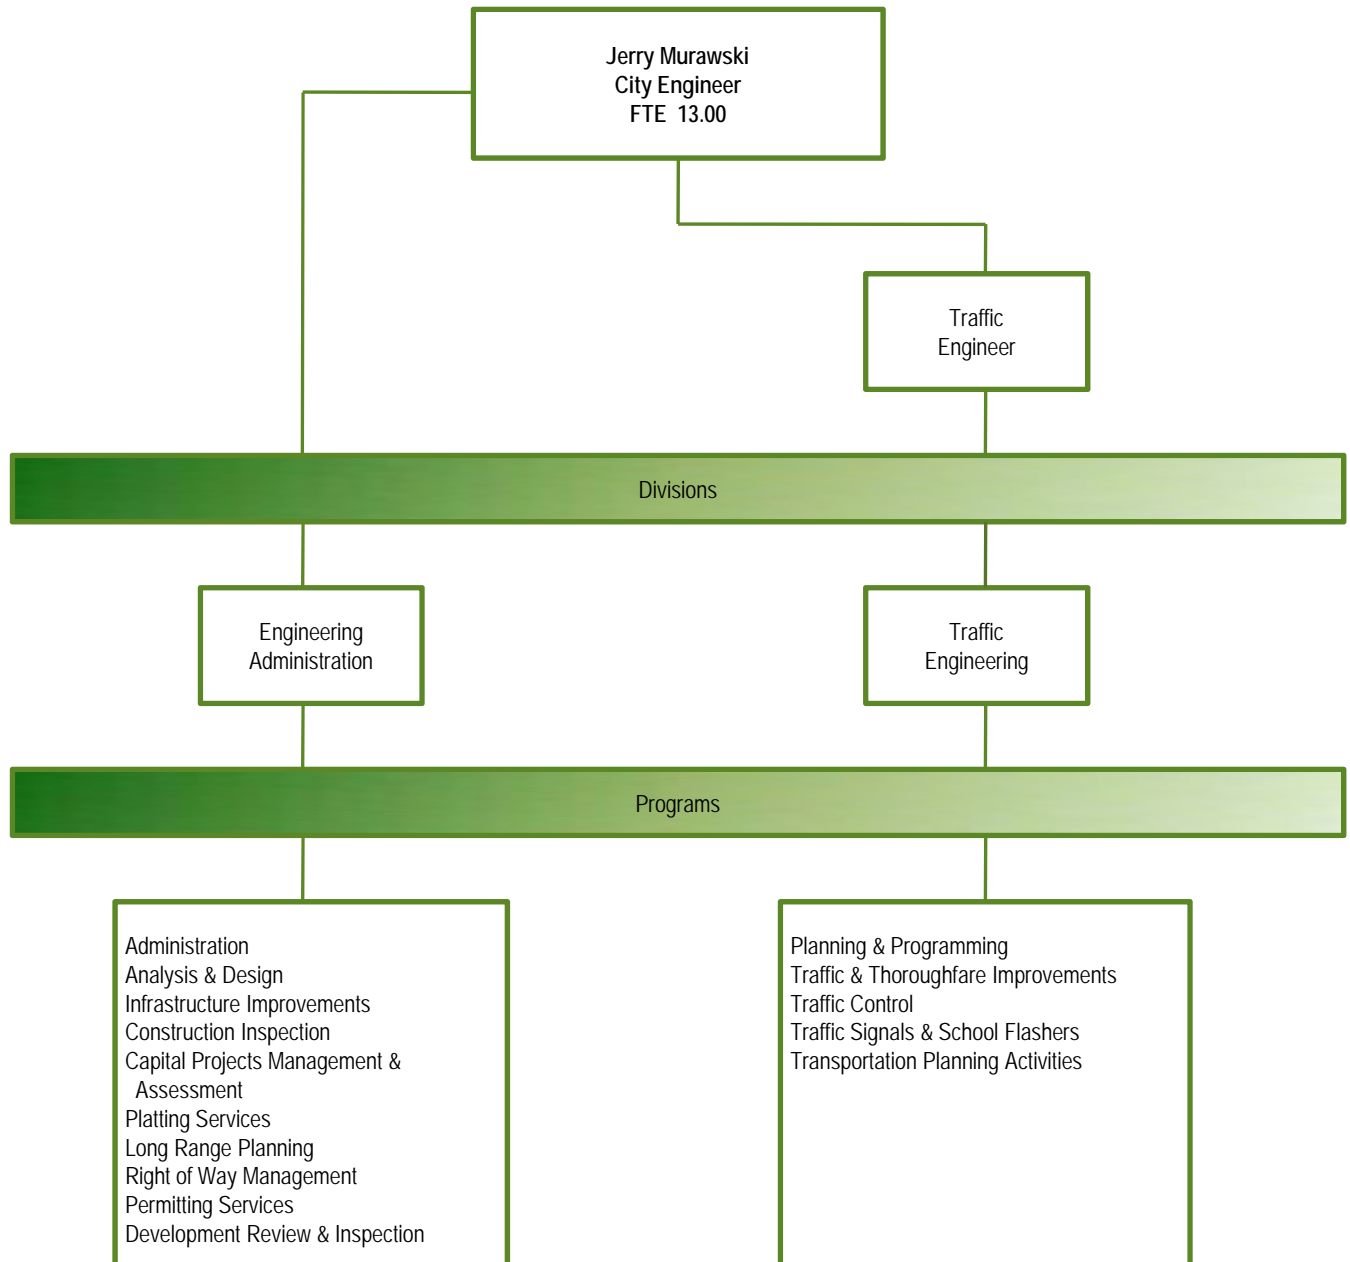 Jerry Murawski
City Engineer
FTE 13.00
Traffic
Engineer
Divisions
Engineering
Administration
Traffic
Engineering
Programs
Administration
Analysis & Design
Infrastructure Improvements
Construction Inspection
Capital Projects Management &
Assessment
Platting Services
Long Range Planning
Right of Way Management
Permitting Services
Development Review & Inspection
Planning & Programming
Traffic & Thoroughfare Improvements
Traffic Control
Traffic Signals & School Flashers
Transportation Planning Activities